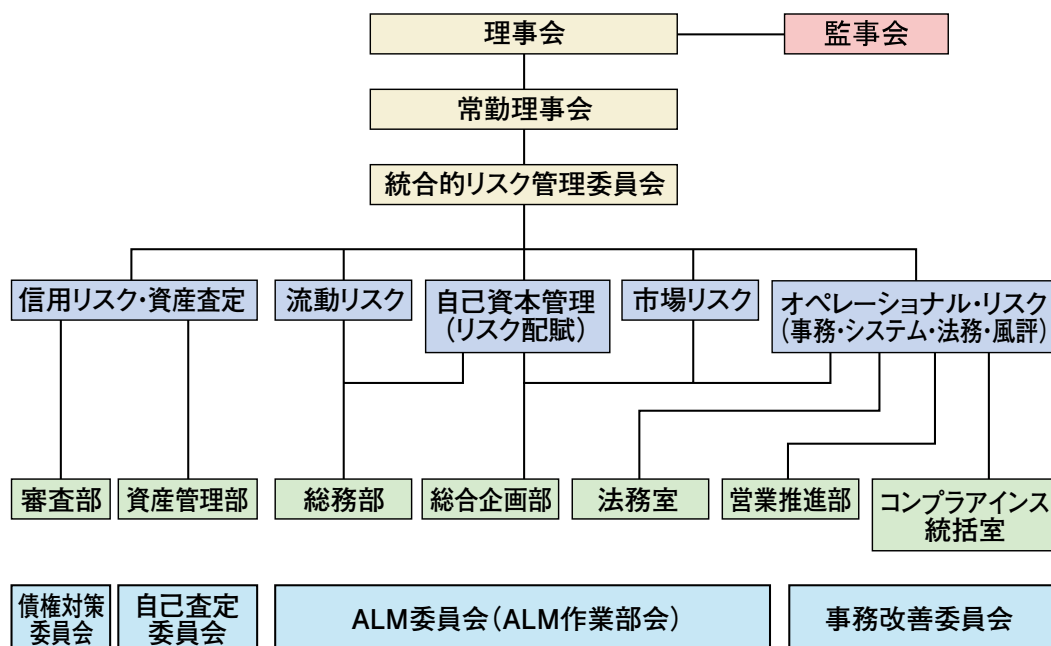 理事会
監事会
常勤理事会
統合的リスク管理委員会
信用リスク・資産査定
流動リスク
自己資本管理
(リスク配賦)
市場リスク
オペレーショナル・リスク
(事務・システム・法務・風評)
審査部
資産管理部
総務部
総合企画部
法務室
営業推進部
コンプラアインス
統括室
債権対策
委員会
自己査定
委員会
ALM委員会(ALM作業部会)
事務改善委員会